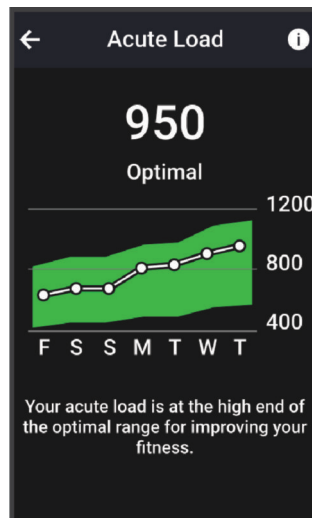 Acute Load
950
Optimal
1200
800
400
F S S M T W T
Your acute load is at the high end of
the optimal range for improving your
fitness.